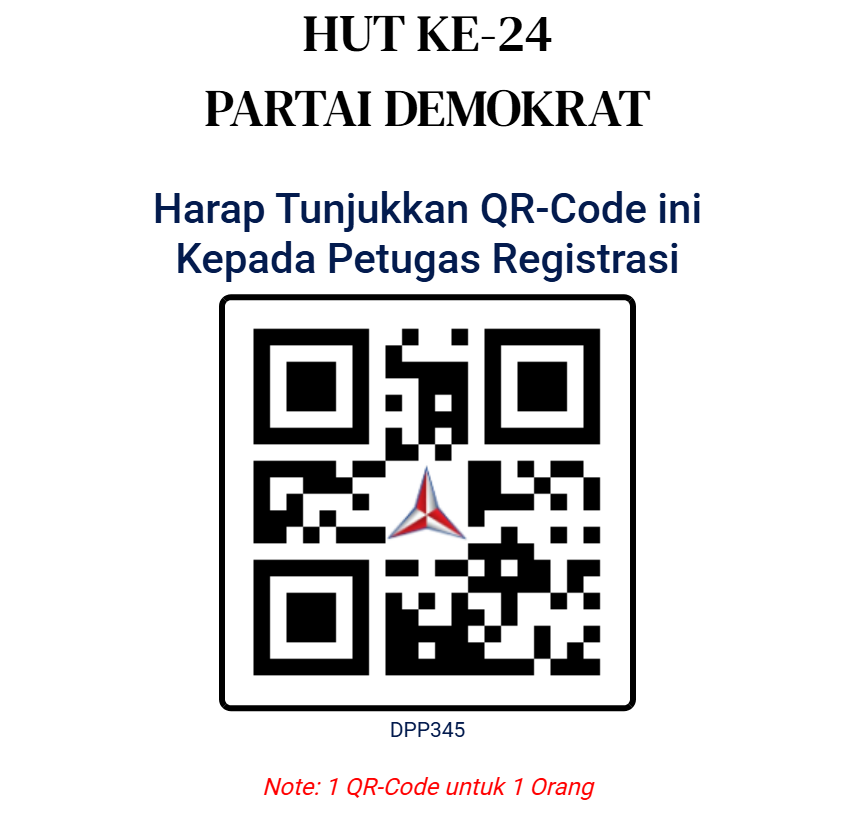 HUT KE-24
PARTAI DEMOKRAT
Harap Tunjukkan QR-Code ini
Kepada Petugas Registrasi
DPP345
Note: 1 QR-Code untuk 1 Orang